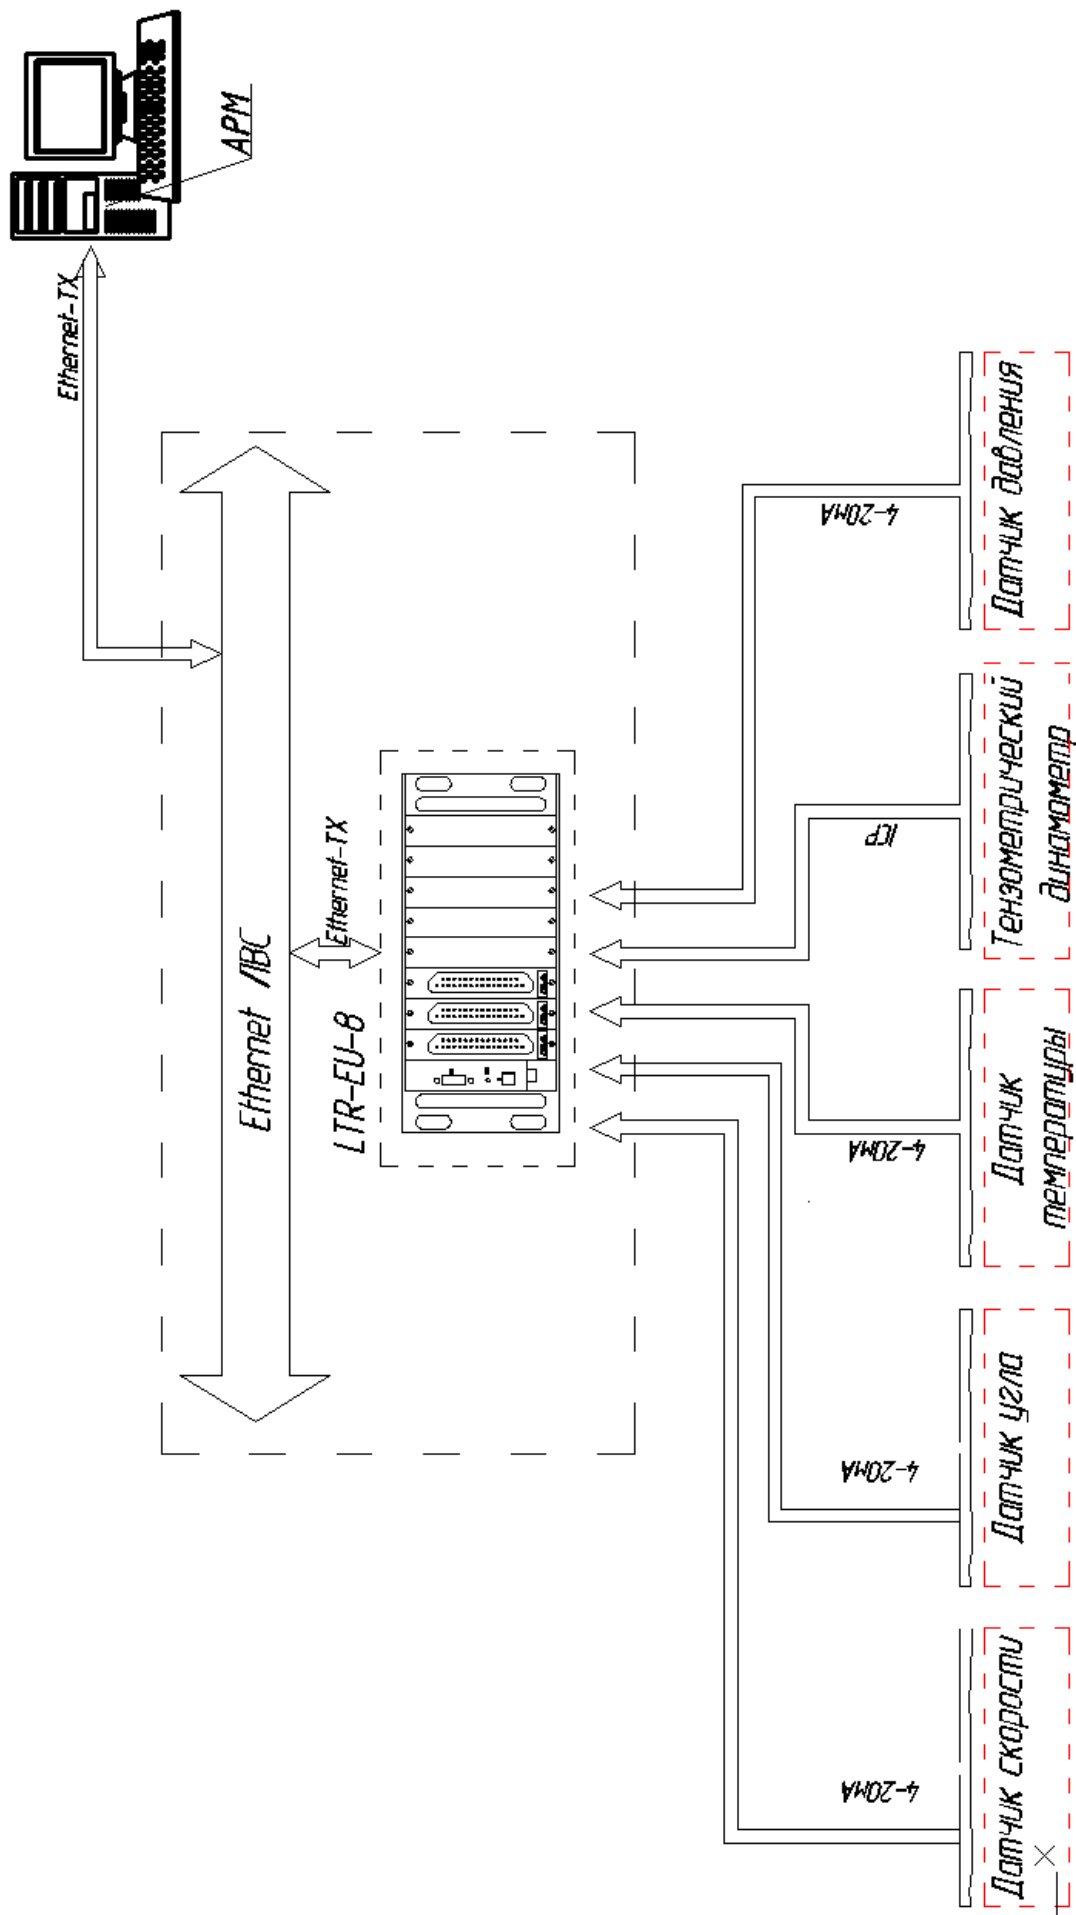 АРМ
Ethernet-TX
Ethernet ЛВС
Ethernet-TX
LTR-EU-8
4-20мА
4-20мА
4-20мА
ICP
4-20мА
Датчик скорости
Датчик угла
Датчик
температуры
Тензометрический
динамометр
Датчик давления